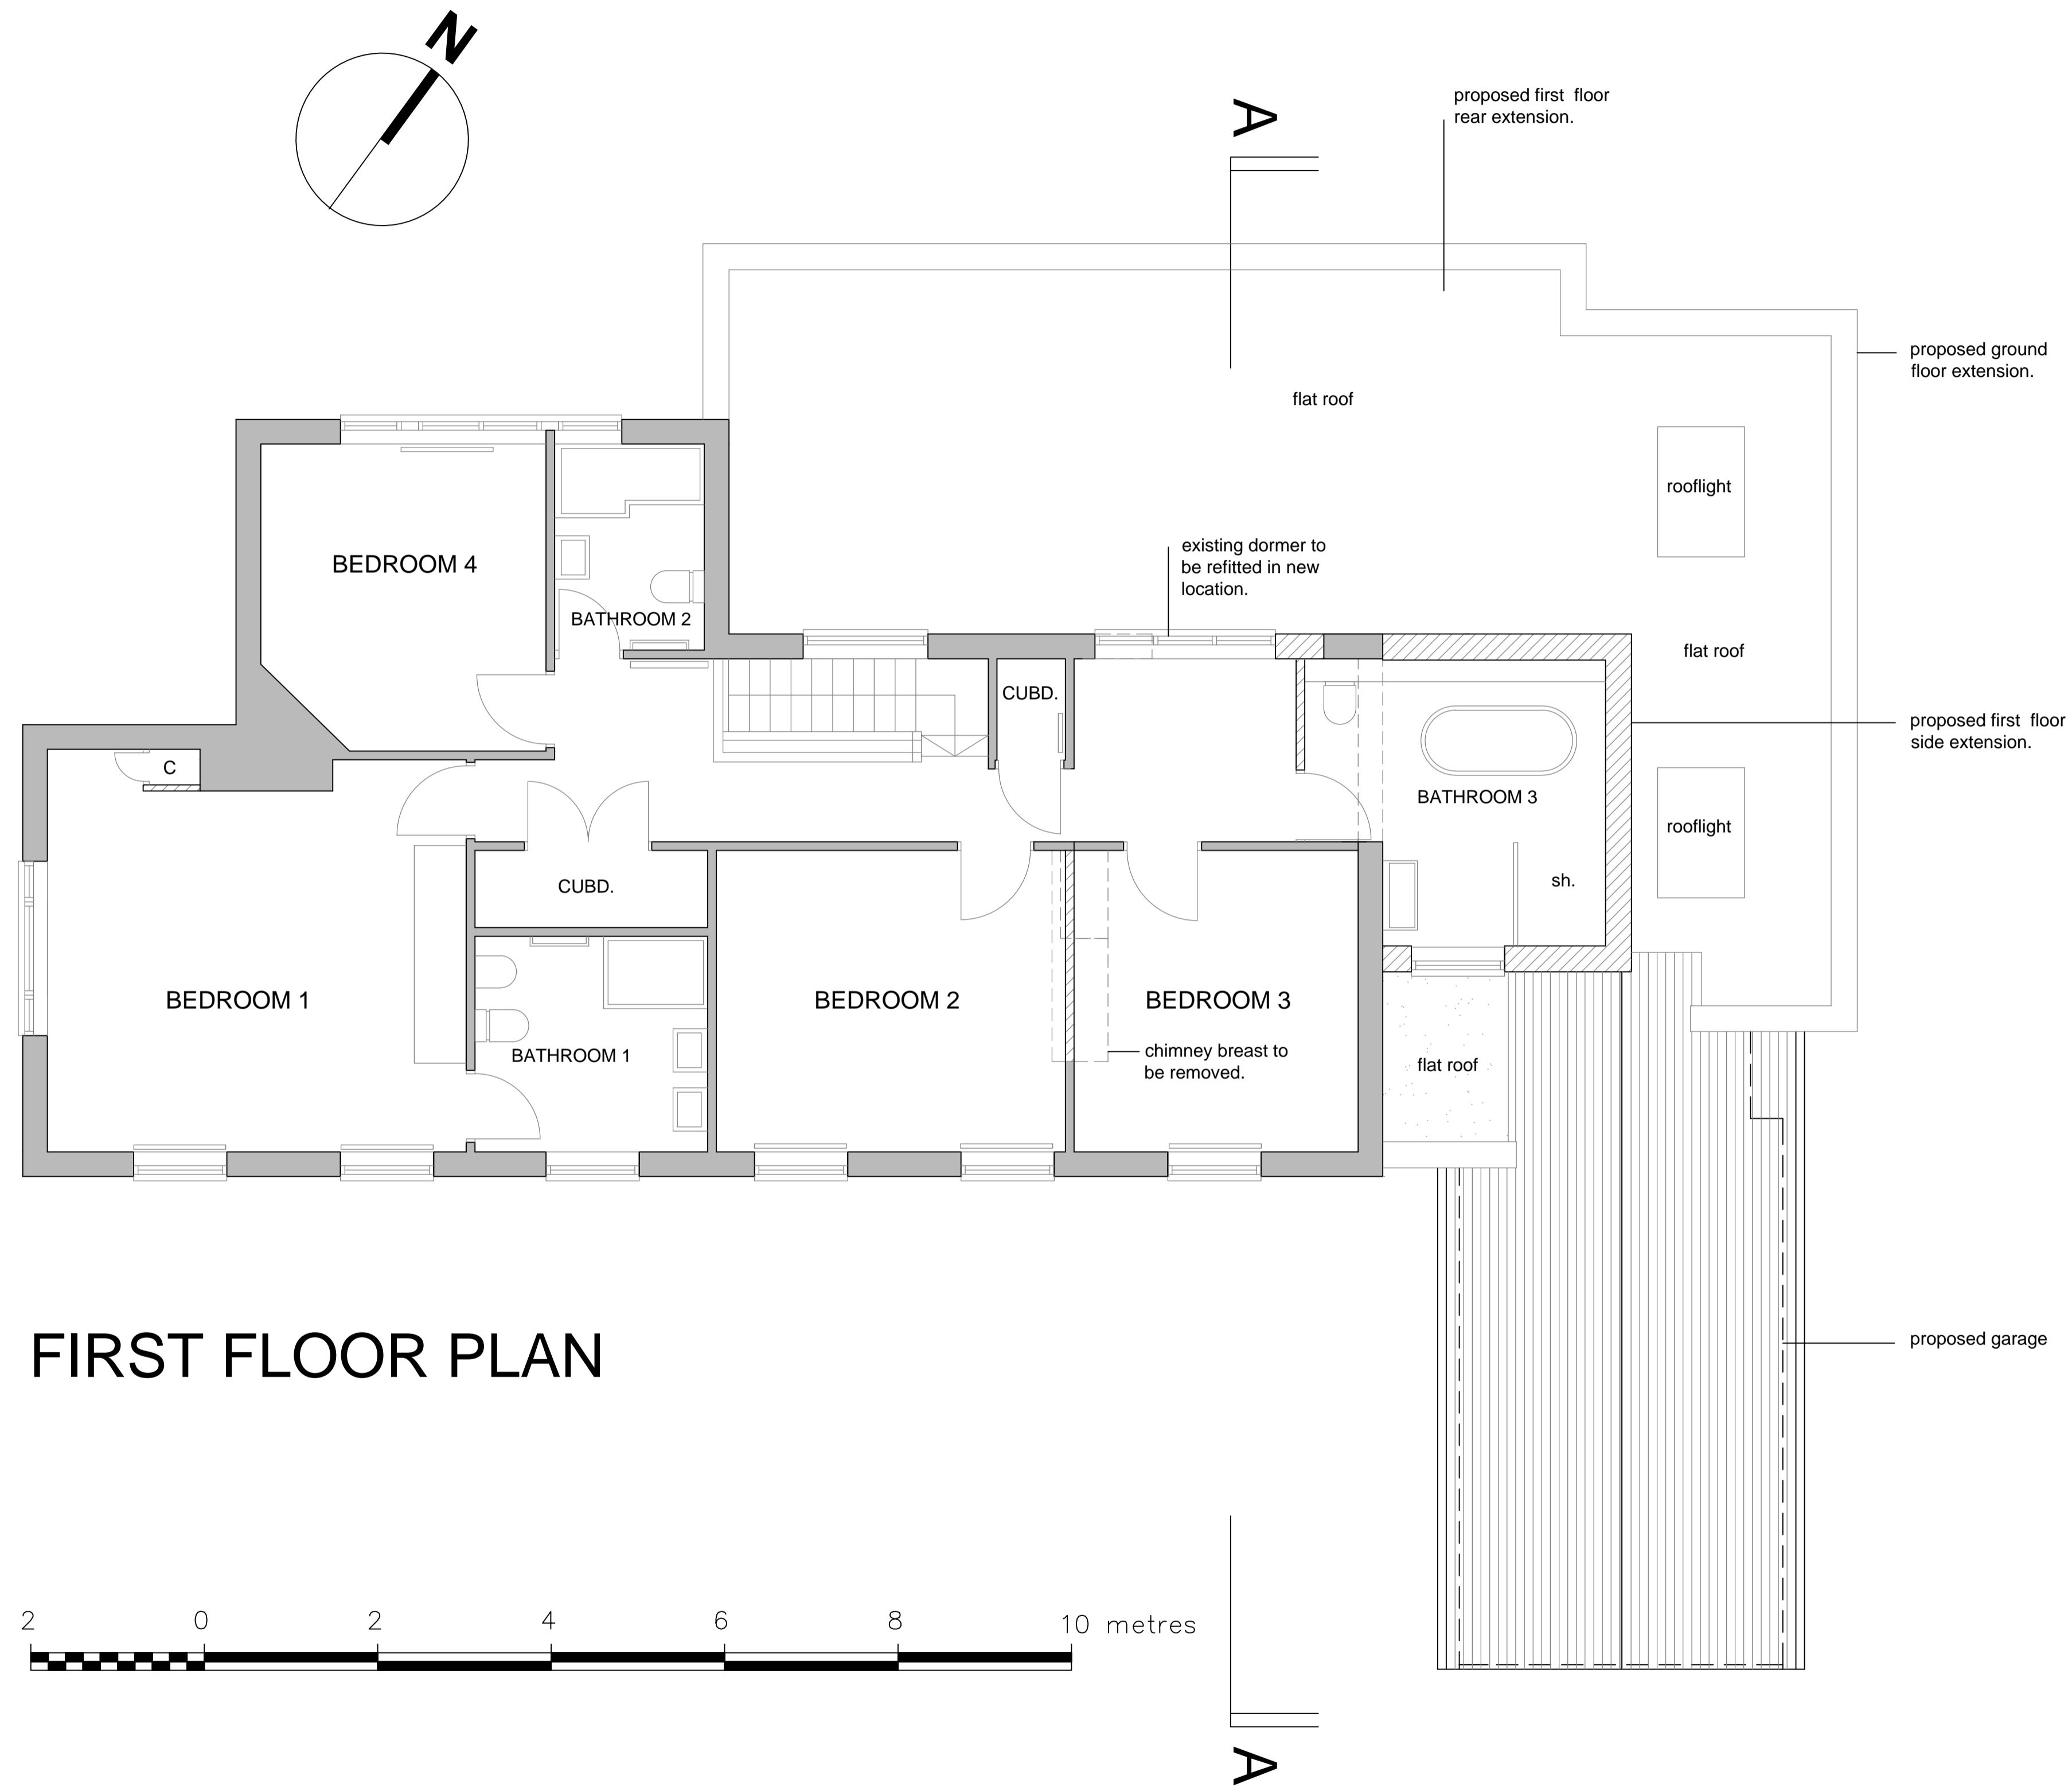 N
A
proposed first floor
rear extension.
proposed ground
floor extension.
flat roof
rooflight
existing dormer to
be refitted in new
location.
BEDROOM 4
BATHROOM 2
flat roof
CUBD.
proposed first floor
side extension.
C
BATHROOM 3
rooflight
CUBD.
sh.
BEDROOM 1
BEDROOM 2
BEDROOM 3
BATHROOM 1
chimney breast to
be removed.
flat roof
FIRST FLOOR PLAN
proposed garage
2 0 2 4 6 8 10 metres
A